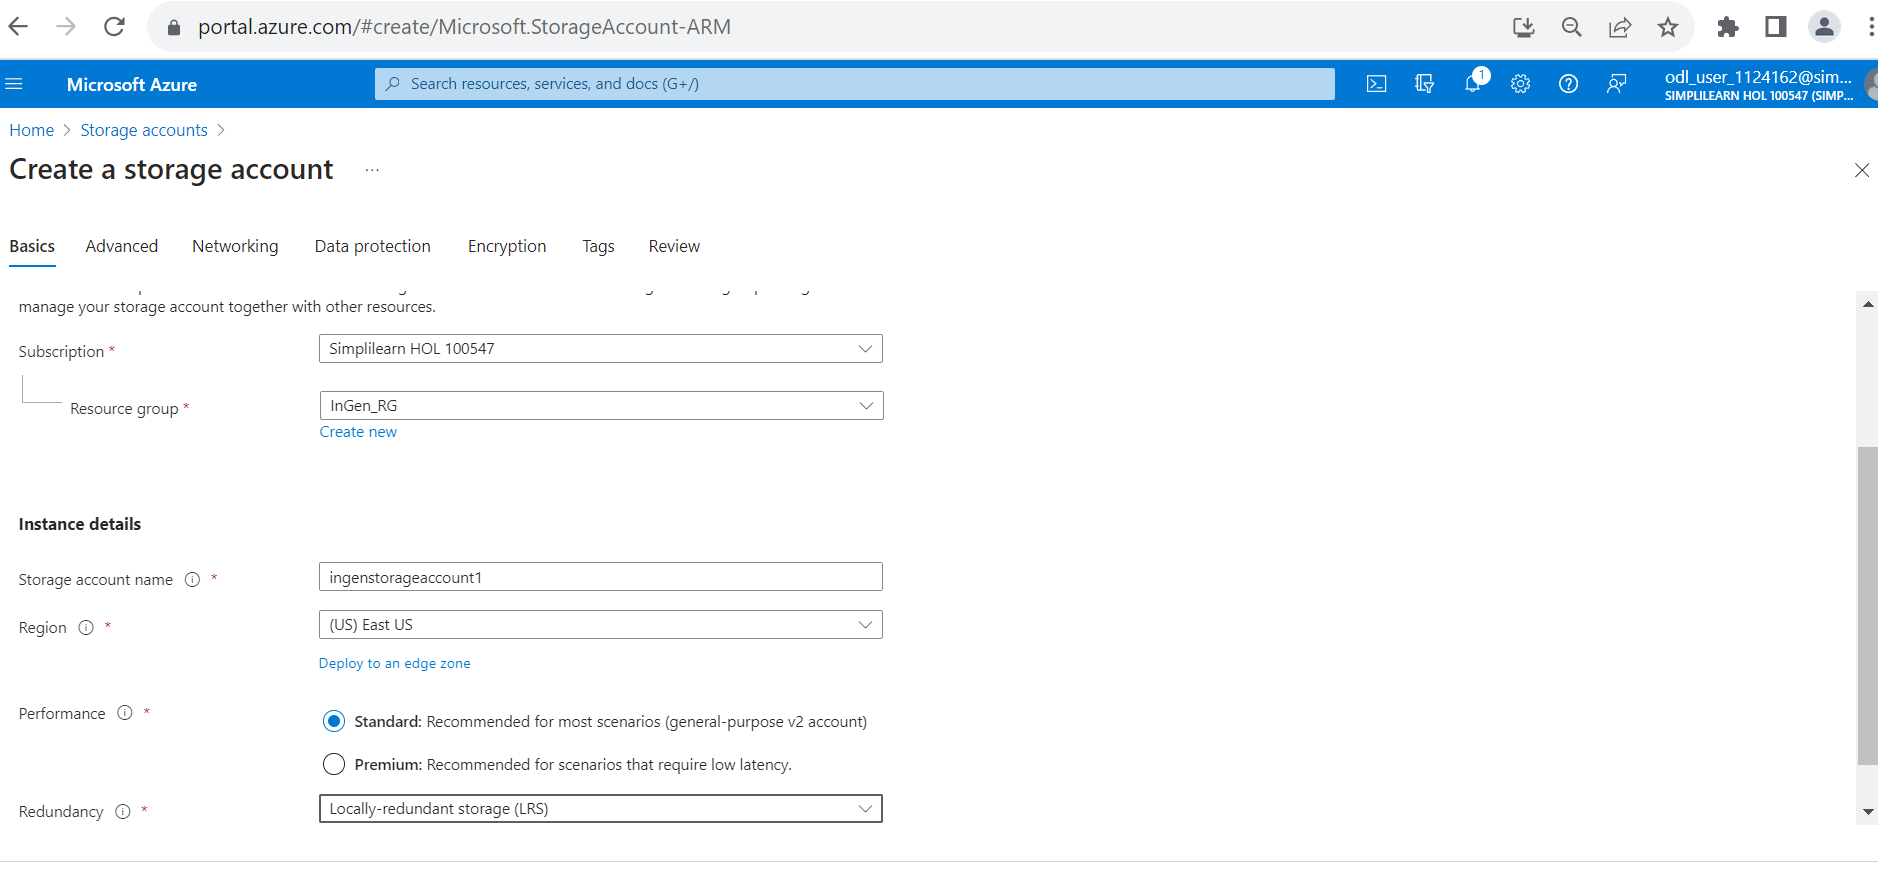 portal.azure.com/#create/Microsoft.StorageAccount-ARM
Microsoft Azure
Search resources, services, and docs (G+/)
1
odl_user_1124162@sim...
SIMPLILEARN HOL 100547 (SIMP...
Home > Storage accounts >
Create a storage account ...
Basics Advanced Networking Data protection Encryption Tags Review
manage your storage account together with other resources.
Subscription *
Simplilearn HOL 100547
Resource group *
InGen_RG
Create new
Instance details
Storage account name *
ingenstorageaccount1
Region *
(US) East US
Deploy to an edge zone
Performance *
Standard: Recommended for most scenarios (general-purpose v2 account)
Premium: Recommended for scenarios that require low latency.
Redundancy *
Locally-redundant storage (LRS)